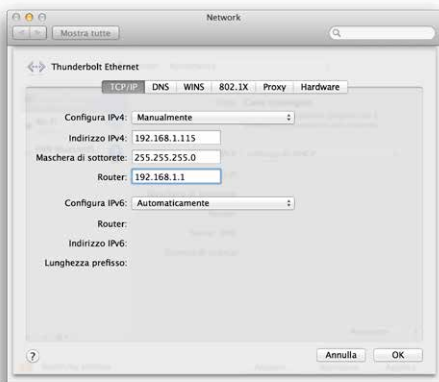 Network
Mostra tutte
Thunderbolt Ethernet
TCP/IP DNS WINS 802.1X Proxy Hardware
Configura IPv4: Manualmente
Indirizzo IPv4: 192.168.1.115
Maschera di sottorete: 255.255.255.0
Router: 192.168.1.1
Configura IPv6: Automaticamente
Router:
Indirizzo IPv6:
Lunghezza prefisso:
? Annulla OK